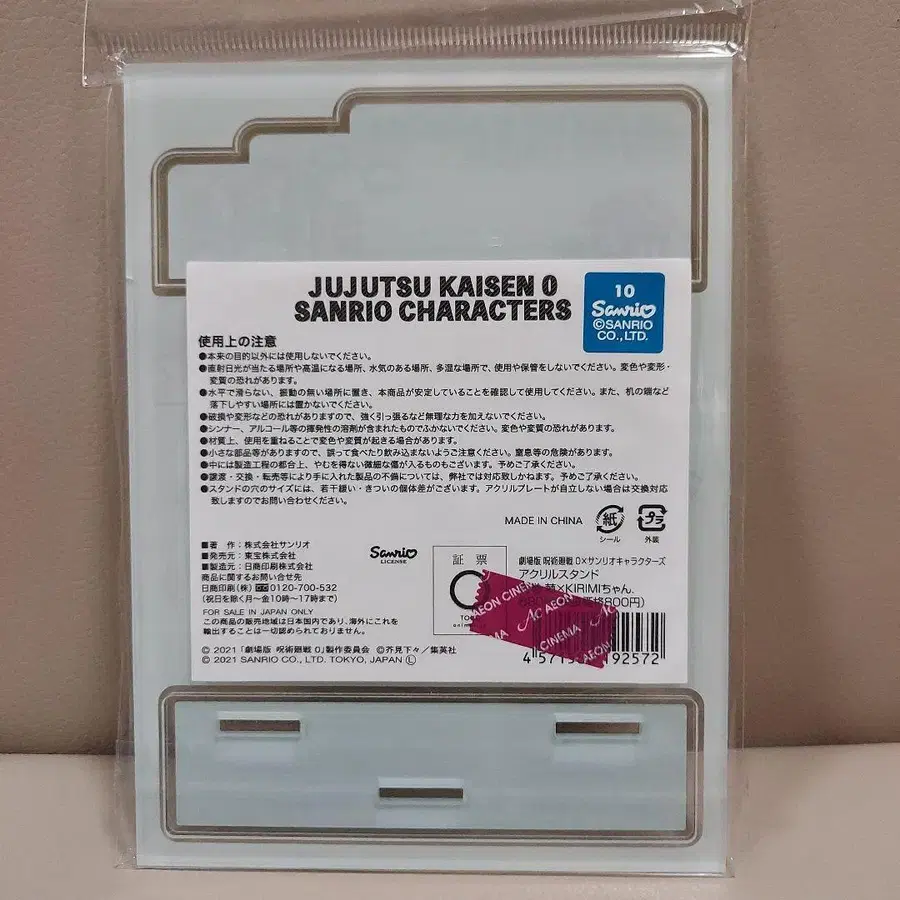 JUJUTSU KAISEN 0
SANRIO CHARACTERS
10
Sanrio
©SANRIO
CO., LTD.
使用上の注意
●本来の目的以外には使用しないでください。
●直射日光が当たる場所や高温になる場所、水気のある場所、多湿な場所で、使用や保管をしないでください。変色や変形・
変質の恐れがあります。
●水平で滑らない、振動の無い場所に置き、本商品が安定していることを確認して使用してください。また、机の端など
落下しやすい場所には置かないでください。
●破損や変形などの恐れがありますので、強く引っ張るなど無理な力を加えないでください。
●シンナー、アルコール等の揮発性の溶剤が含まれたものでふかないでください。変色や変質の恐れがあります。
●材質上、使用を重ねることで変色や変質が起きる場合があります。
●小さな部品等がありますので、誤って食べたり飲み込まないようご注意ください。窒息等の危険があります。
●中には製造工程の都合上、やむを得ない微細な傷が入るものもございます。予めご了承ください。
●譲渡・交換・転売等により手に入れた製品の不備については、弊社では対応致しかねます。予めご了承ください。
●スタンドの穴のサイズには、若干緩い・きついの個体差がございます。アクリルプレートが自立しない場合は交換対応
致しますのでお問い合わせください。
MADE IN CHINA
紙
シール
プラ
外装
■著 作：株式会社サンリオ
■発売元：東宝株式会社
■製造元：日商印刷株式会社
商品に関するお問い合せ先
日商印刷(株) 0120-700-532
(祝日を除く月〜金10時〜17時まで)
FOR SALE IN JAPAN ONLY
この商品の販売地域は日本国内であり、海外にこれを
輸出することは一切認められておりません。
© 2021「劇場版 呪術廻戦 0」製作委員会 ©芥見下々／集英社
© 2021 SANRIO CO., LTD. TOKYO, JAPAN Ⓛ
Sanrio
LICENSE
証票
劇場版 呪術廻戦 0×サンリオキャラクターズ
アクリルスタンド
×KIRIMIちゃん.
800円)
AEON CINEMA
AEON
CINEMA
AEON
MA
92572